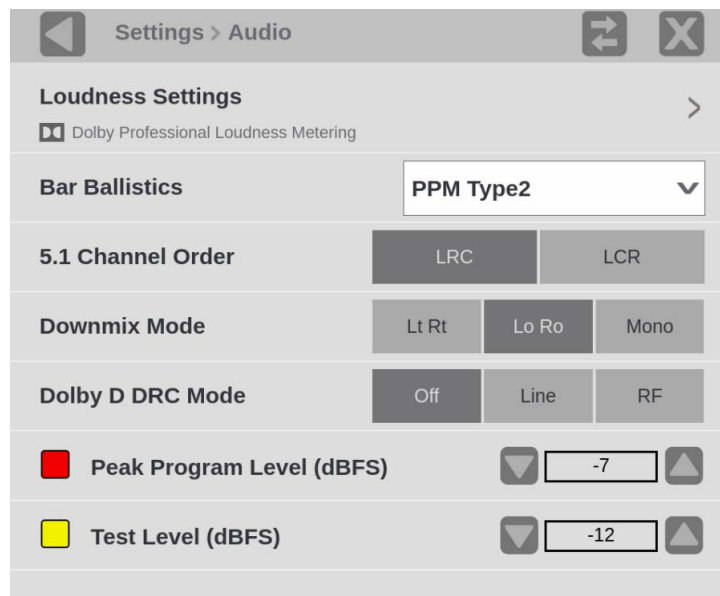 Settings > Audio
Loudness Settings
>
Dolby Professional Loudness Metering
Bar Ballistics PPM Type2
5.1 Channel Order LRC LCR
Downmix Mode Lt Rt Lo Ro Mono
Dolby D DRC Mode Off Line RF
Peak Program Level (dBFS) -7
Test Level (dBFS) -12